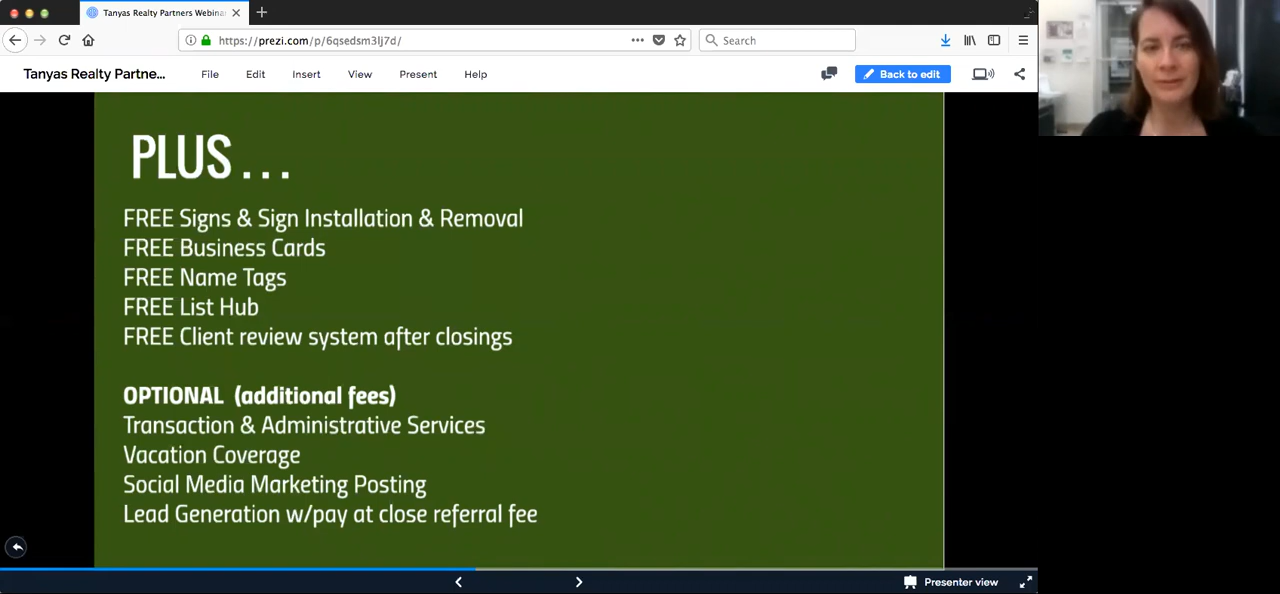 Tanyas Realty Partners Webinar
https://prezi.com/p/6qsedsm3lj7d/
Search
Tanyas Realty Partne...
File
Edit
Insert
View
Present
Help
Back to edit
PLUS...
FREE Signs & Sign Installation & Removal
FREE Business Cards
FREE Name Tags
FREE List Hub
FREE Client review system after closings
OPTIONAL (additional fees)
Transaction & Administrative Services
Vacation Coverage
Social Media Marketing Posting
Lead Generation w/pay at close referral fee
Presenter view